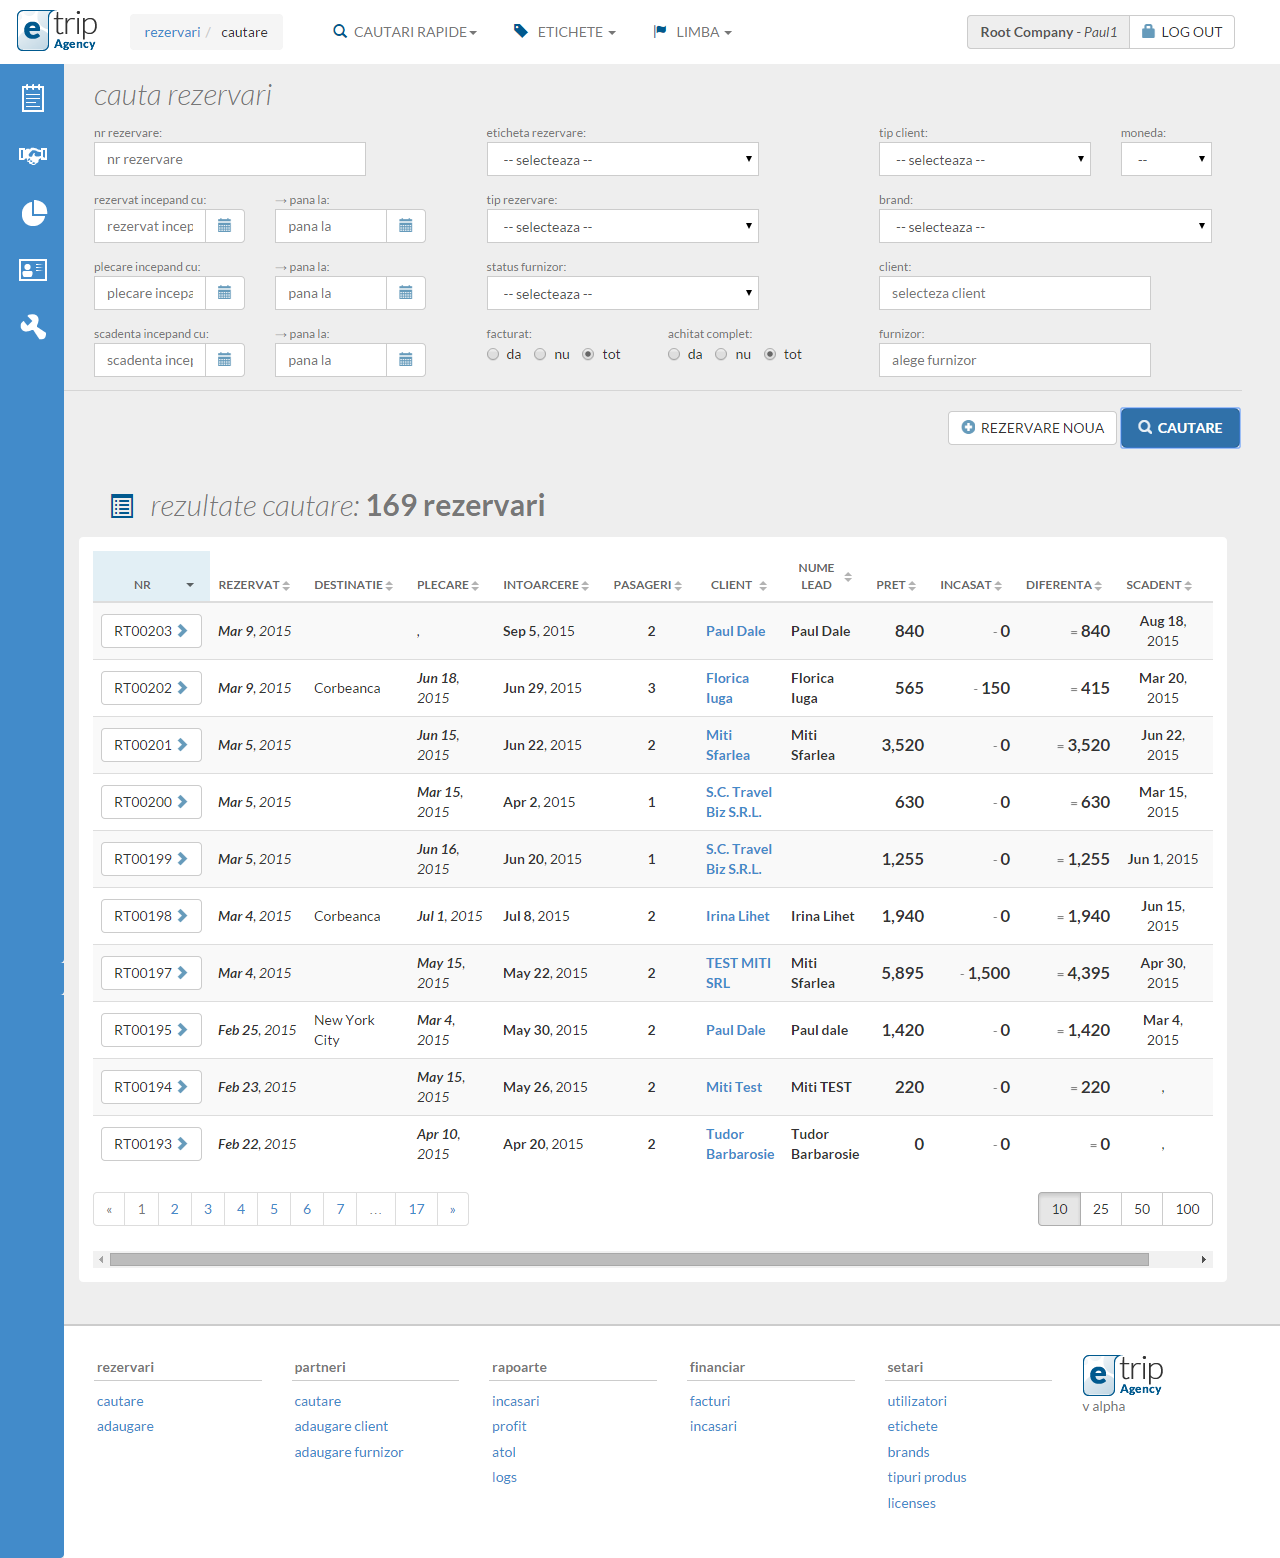 e trip Agency
rezervari / cautare
CAUTARI RAPIDE
ETICHETE
LIMBA
Root Company - Paul1
LOG OUT
cauta rezervari
nr rezervare:
eticheta rezervare:
tip client:
moneda:
nr rezervare
-- selecteaza --
-- selecteaza --
--
rezervat incepand cu:
→ pana la:
tip rezervare:
brand:
rezervat incep
pana la
-- selecteaza --
-- selecteaza --
plecare incepand cu:
→ pana la:
status furnizor:
client:
plecare incepa
pana la
-- selecteaza --
selecteza client
scadenta incepand cu:
→ pana la:
facturat:
achitat complet:
furnizor:
scadenta incep
pana la
da nu tot
da nu tot
alege furnizor
REZERVARE NOUA
CAUTARE
rezultate cautare: 169 rezervari
NR REZERVAT DESTINATIE PLECARE INTOARCERE PASAGERI CLIENT NUME LEAD PRET INCASAT DIFERENTA SCADENT
RT00203 Mar 9, 2015 , Sep 5, 2015 2 Paul Dale Paul Dale 840 - 0 = 840 Aug 18, 2015
RT00202 Mar 9, 2015 Corbeanca Jun 18, 2015 Jun 29, 2015 3 Florica Iuga Florica Iuga 565 - 150 = 415 Mar 20, 2015
RT00201 Mar 5, 2015 Jun 15, 2015 Jun 22, 2015 2 Miti Sfarlea Miti Sfarlea 3,520 - 0 = 3,520 Jun 22, 2015
RT00200 Mar 5, 2015 Mar 15, 2015 Apr 2, 2015 1 S.C. Travel Biz S.R.L. 630 - 0 = 630 Mar 15, 2015
RT00199 Mar 5, 2015 Jun 16, 2015 Jun 20, 2015 1 S.C. Travel Biz S.R.L. 1,255 - 0 = 1,255 Jun 1, 2015
RT00198 Mar 4, 2015 Corbeanca Jul 1, 2015 Jul 8, 2015 2 Irina Lihet Irina Lihet 1,940 - 0 = 1,940 Jun 15, 2015
RT00197 Mar 4, 2015 May 15, 2015 May 22, 2015 2 TEST MITI SRL Miti Sfarlea 5,895 - 1,500 = 4,395 Apr 30, 2015
RT00195 Feb 25, 2015 New York City Mar 4, 2015 May 30, 2015 2 Paul Dale Paul dale 1,420 - 0 = 1,420 Mar 4, 2015
RT00194 Feb 23, 2015 May 15, 2015 May 26, 2015 2 Miti Test Miti TEST 220 - 0 = 220 ,
RT00193 Feb 22, 2015 Apr 10, 2015 Apr 20, 2015 2 Tudor Barbarosie Tudor Barbarosie 0 - 0 = 0 ,
« 1 2 3 4 5 6 7 … 17 »
10 25 50 100
rezervari
cautare
adaugare
partneri
cautare
adaugare client
adaugare furnizor
rapoarte
incasari
profit
atol
logs
financiar
facturi
incasari
setari
utilizatori
etichete
brands
tipuri produs
licenses
e trip Agency
v alpha